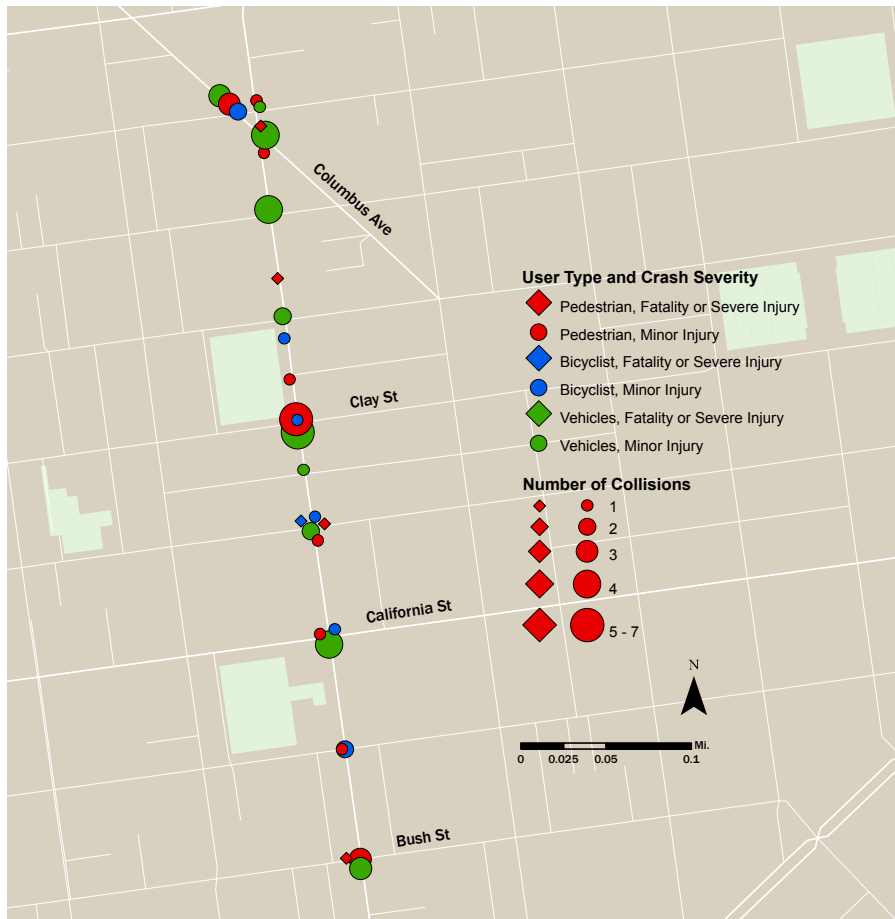 Columbus Ave
User Type and Crash Severity
Pedestrian, Fatality or Severe Injury
Pedestrian, Minor Injury
Bicyclist, Fatality or Severe Injury
Bicyclist, Minor Injury
Vehicles, Fatality or Severe Injury
Vehicles, Minor Injury
Clay St
Number of Collisions
1
2
3
4
5 - 7
California St
N
Mi.
0 0.025 0.05 0.1
Bush St